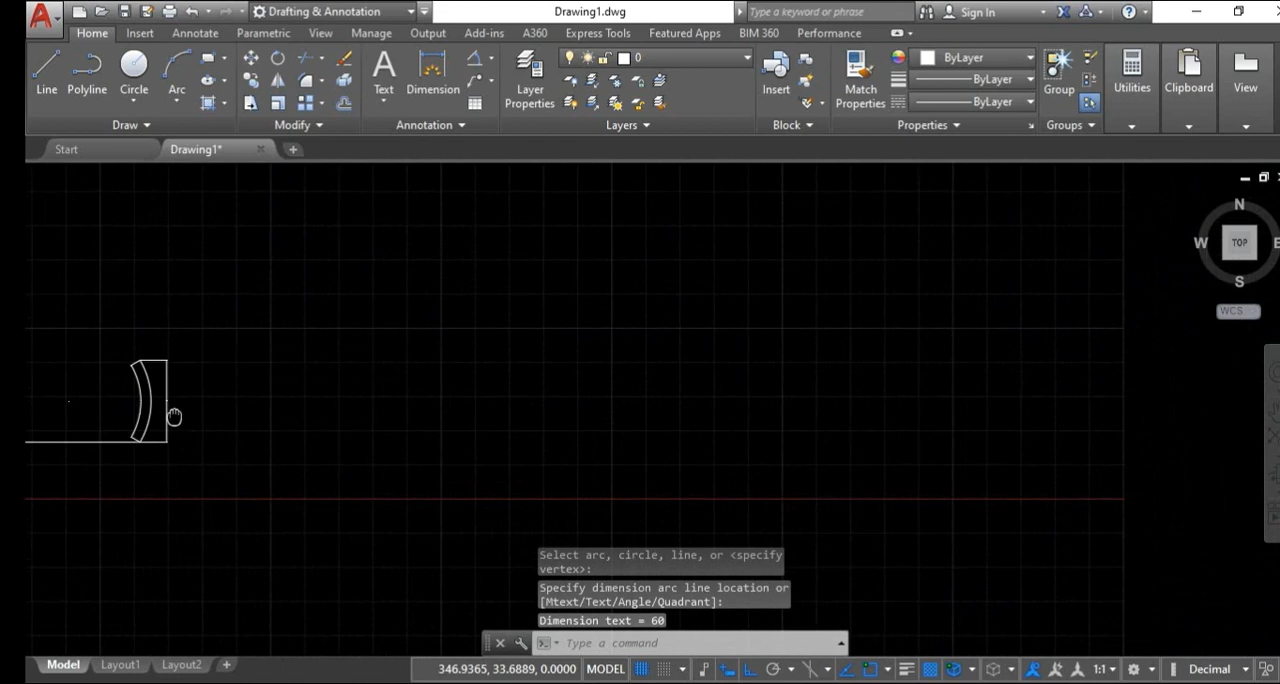 Drafting & Annotation
Drawing1.dwg
Type a keyword or phrase
Sign In
Home Insert Annotate Parametric View Manage Output Add-ins A360 Express Tools Featured Apps BIM 360 Performance
0
ByLayer
ByLayer
ByLayer
Line Polyline Circle Arc
Text Dimension
Layer
Properties
Insert
Match
Properties
Group Utilities Clipboard View
Draw Modify Annotation Layers Block Properties Groups
Start Drawing1* +
N
W TOP E
S
WCS
Select arc, circle, line, or <specify
vertex>:
Specify dimension arc line location or
[Mtext/Text/Angle/Quadrant]:
Dimension text = 60
Type a command
Model Layout1 Layout2 +
346.9365, 33.6889, 0.0000 MODEL 1:1 Decimal